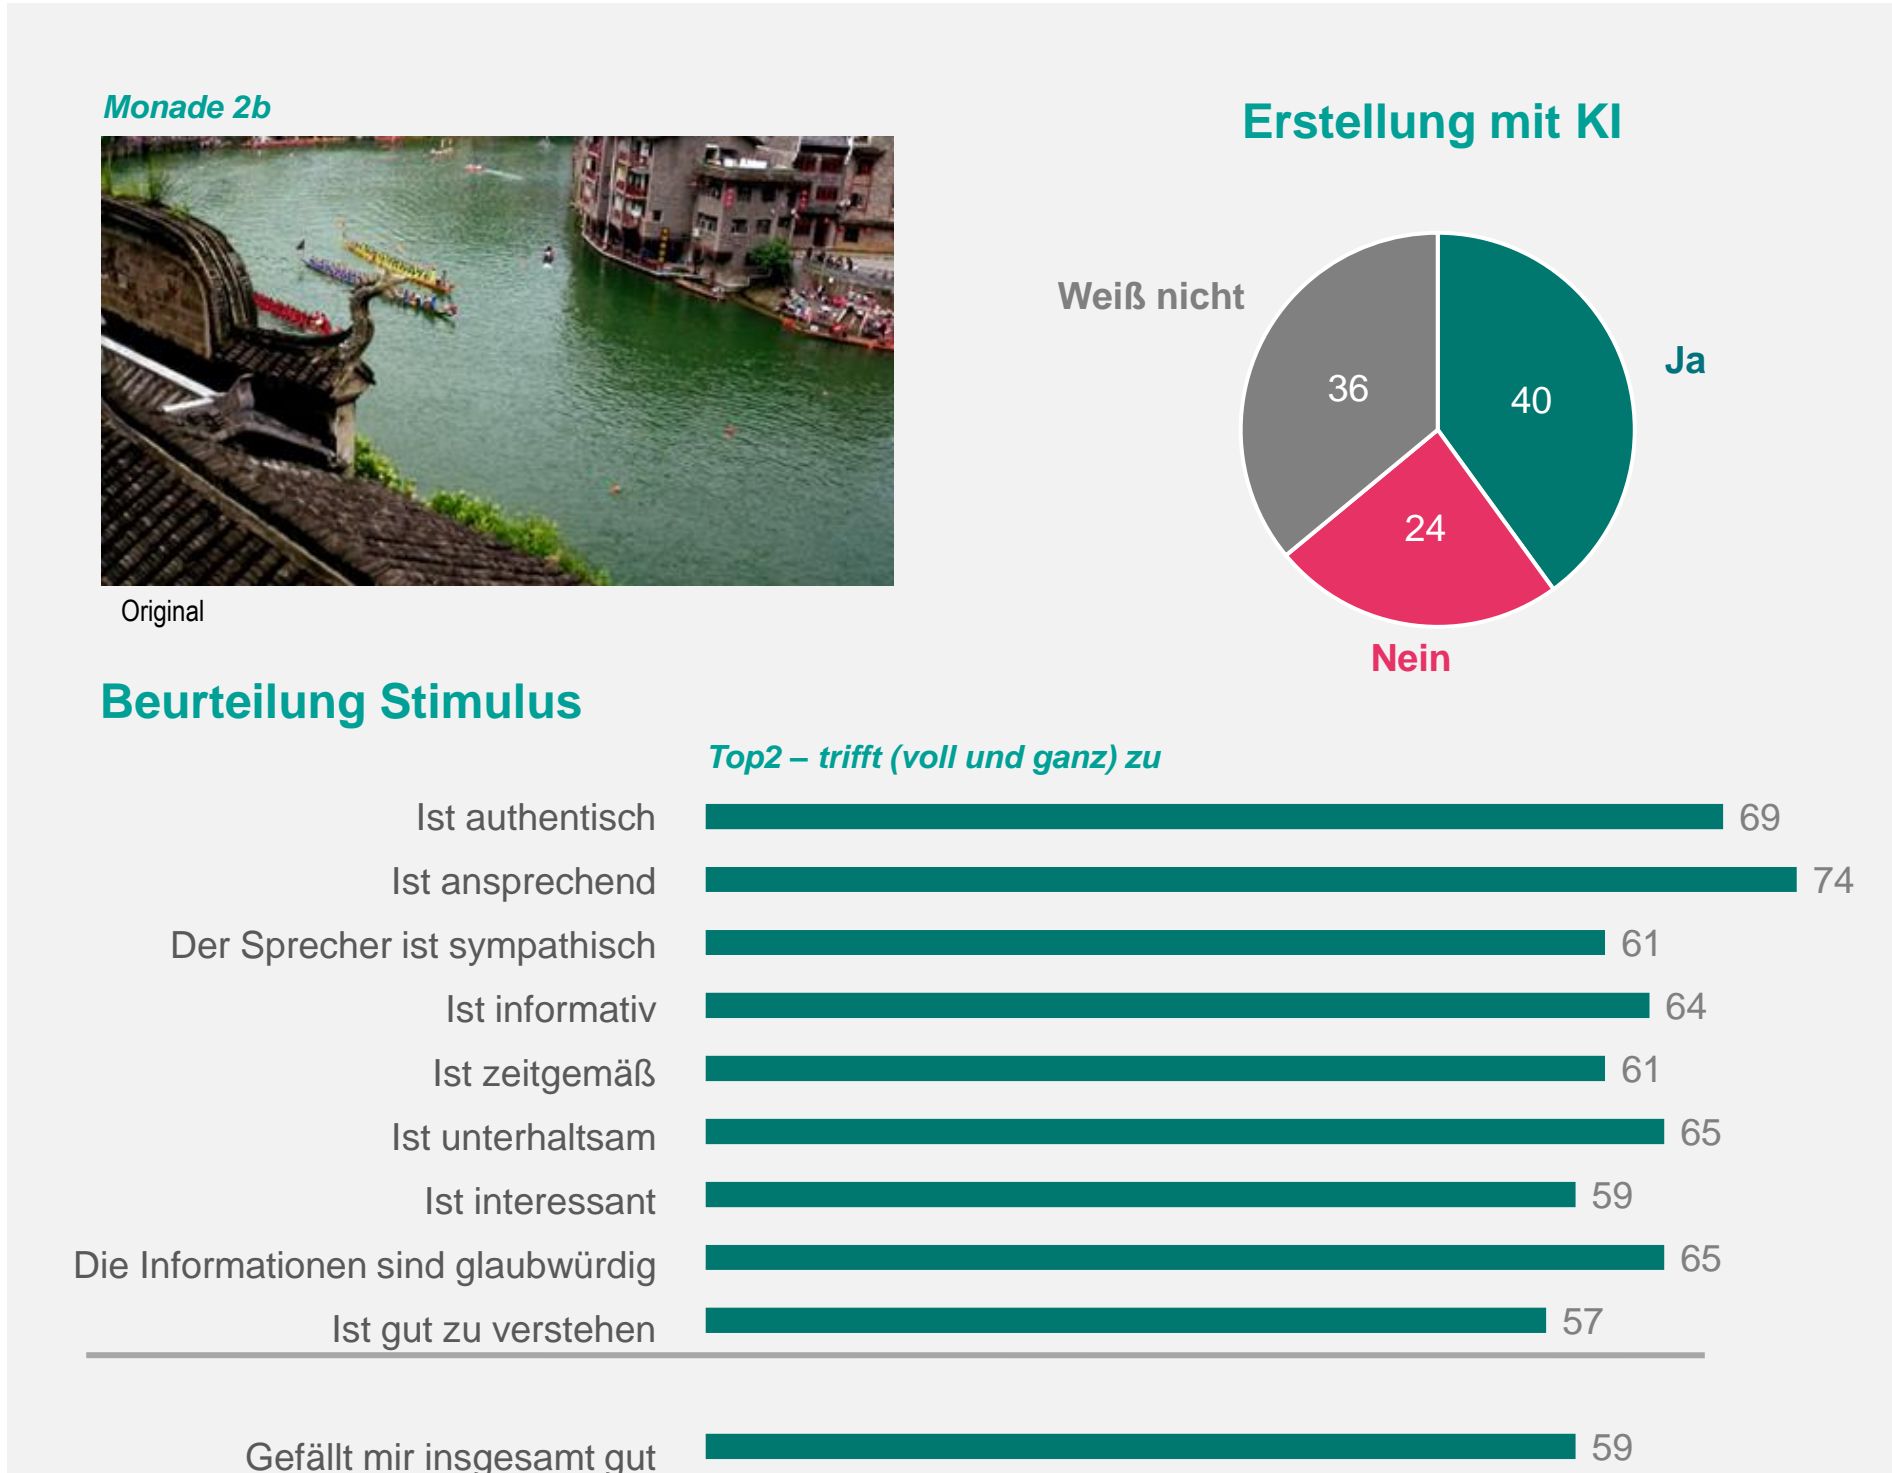 Monade 2b
Original
Erstellung mit KI
Weiß nicht
36
Ja
40
24
Nein
Beurteilung Stimulus
Top2 – trifft (voll und ganz) zu
Ist authentisch 69
Ist ansprechend 74
Der Sprecher ist sympathisch 61
Ist informativ 64
Ist zeitgemäß 61
Ist unterhaltsam 65
Ist interessant 59
Die Informationen sind glaubwürdig 65
Ist gut zu verstehen 57
Gefällt mir insgesamt gut 59